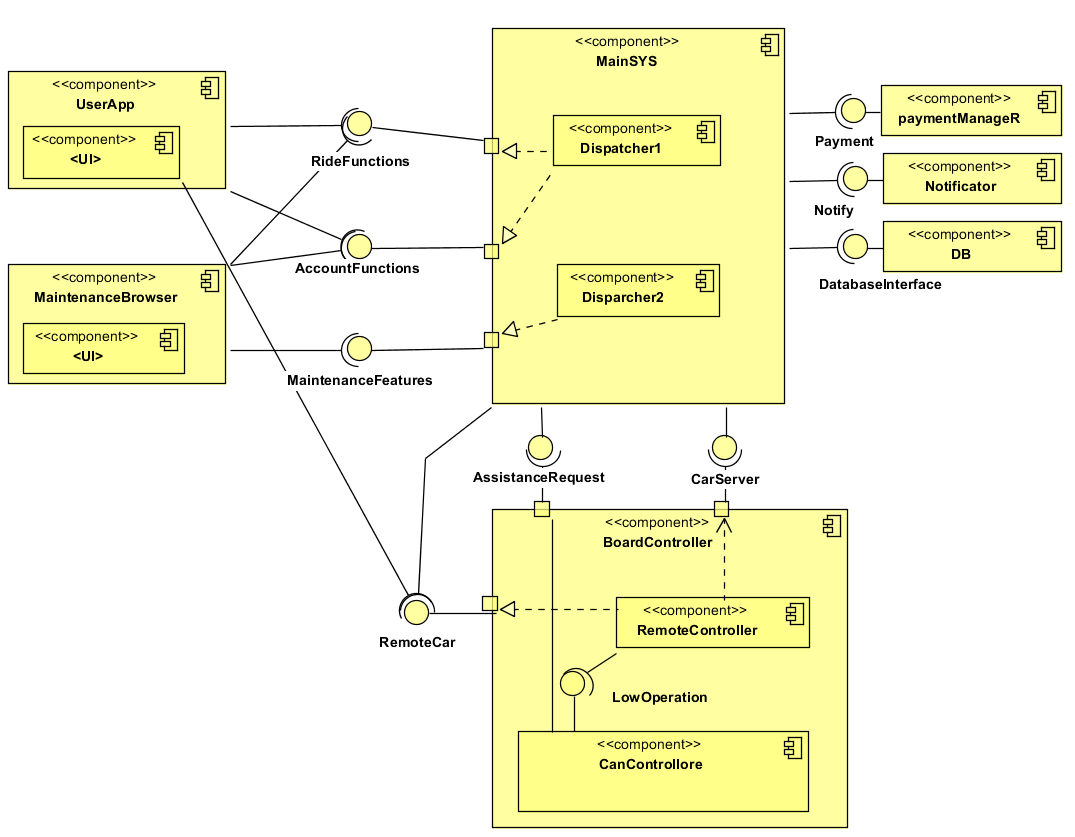 <<component>>
MainSYS
<<component>>
UserApp
<<component>>
<UI>
<<component>>
Dispatcher1
<<component>>
paymentManageR
Payment
RideFunctions
<<component>>
Notificator
Notify
<<component>>
DB
DatabaseInterface
AccountFunctions
<<component>>
MaintenanceBrowser
<<component>>
<UI>
<<component>>
Disparcher2
MaintenanceFeatures
AssistanceRequest
CarServer
<<component>>
BoardController
<<component>>
RemoteController
RemoteCar
LowOperation
<<component>>
CanControllore